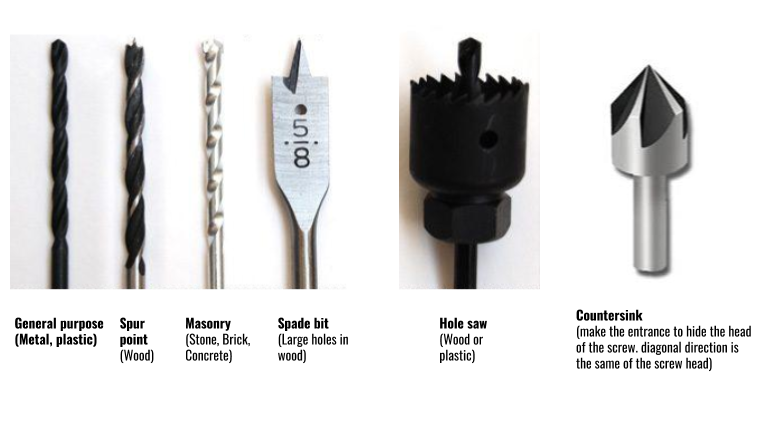 5/8
General purpose
(Metal, plastic)
Spur
point
(Wood)
Masonry
(Stone, Brick,
Concrete)
Spade bit
(Large holes in
wood)
Hole saw
(Wood or
plastic)
Countersink
(make the entrance to hide the head
of the screw. diagonal direction is
the same of the screw head)